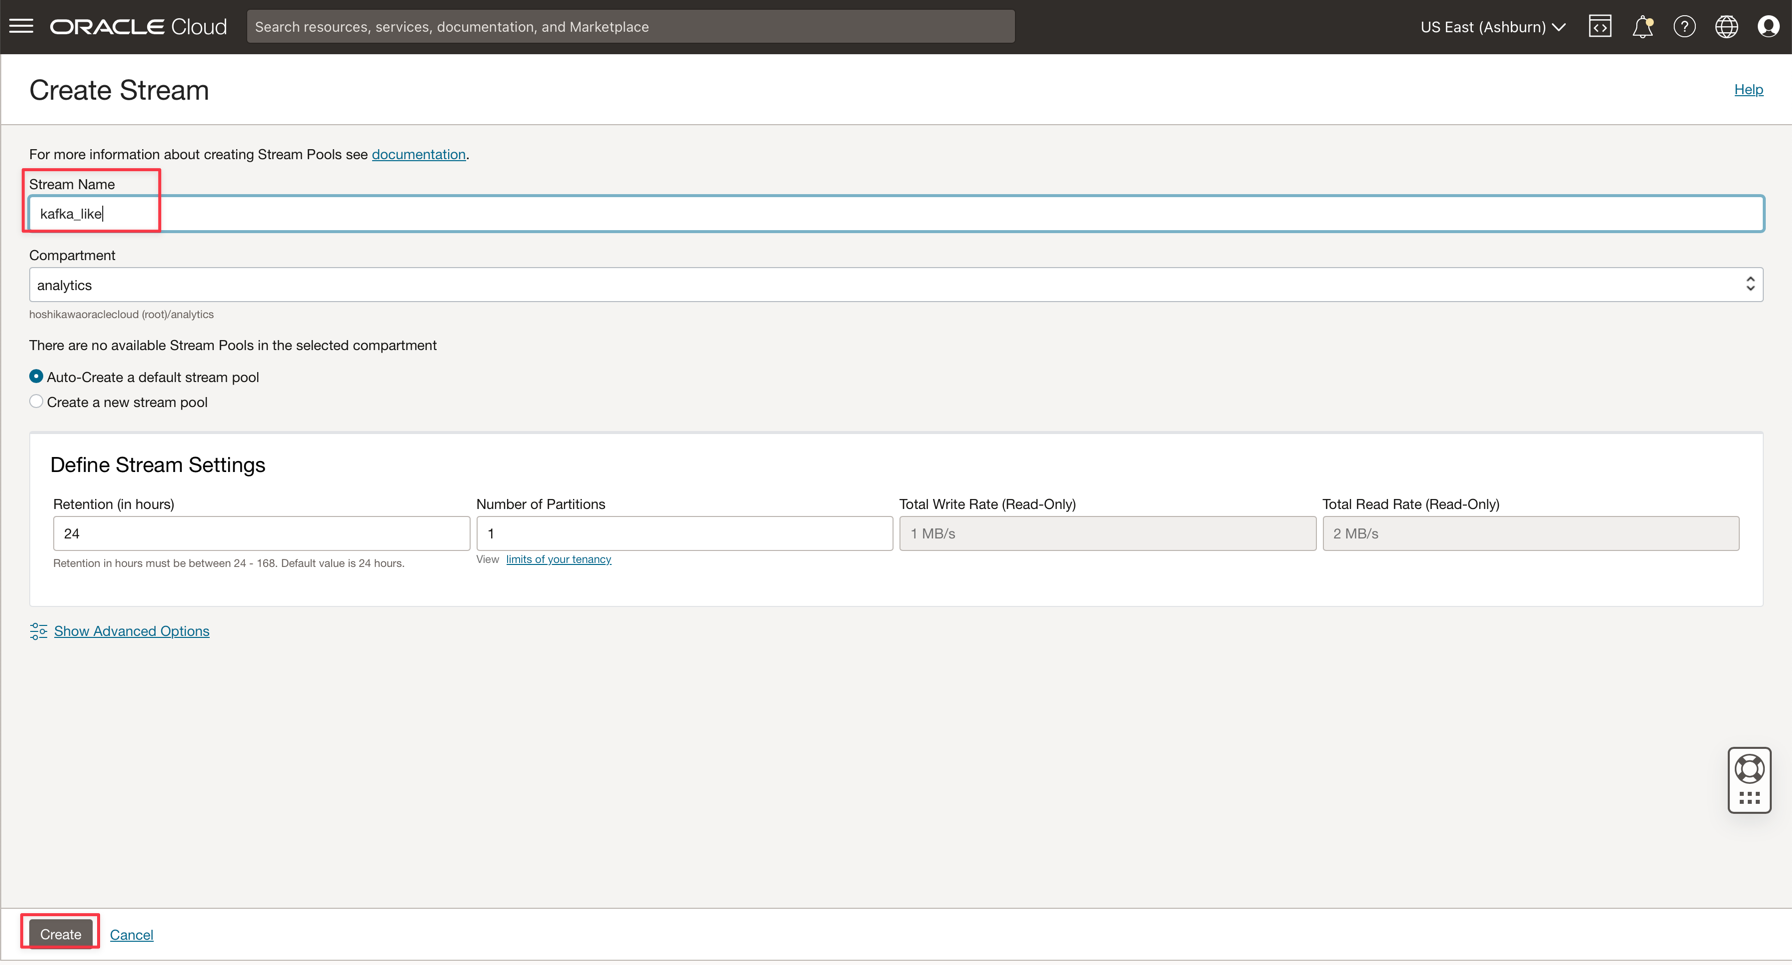 ORACLE Cloud
Search resources, services, documentation, and Marketplace
US East (Ashburn)
Create Stream
Help
For more information about creating Stream Pools see documentation.
Stream Name
kafka_like
Compartment
analytics
hoshikawaoraclecloud (root)/analytics
There are no available Stream Pools in the selected compartment
Auto-Create a default stream pool
Create a new stream pool
Define Stream Settings
Retention (in hours)
24
Retention in hours must be between 24 - 168. Default value is 24 hours.
Number of Partitions
1
View limits of your tenancy
Total Write Rate (Read-Only)
1 MB/s
Total Read Rate (Read-Only)
2 MB/s
Show Advanced Options
Create
Cancel